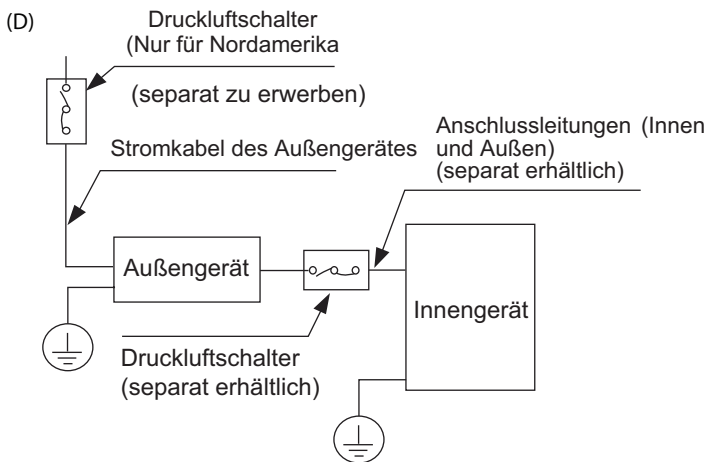 (D)
Druckluftschalter
(Nur für Nordamerika
(separat zu erwerben)
Stromkabel des Außengerätes
Anschlussleitungen (Innen
und Außen)
(separat erhältlich)
Außengerät
Innengerät
Druckluftschalter
(separat erhältlich)